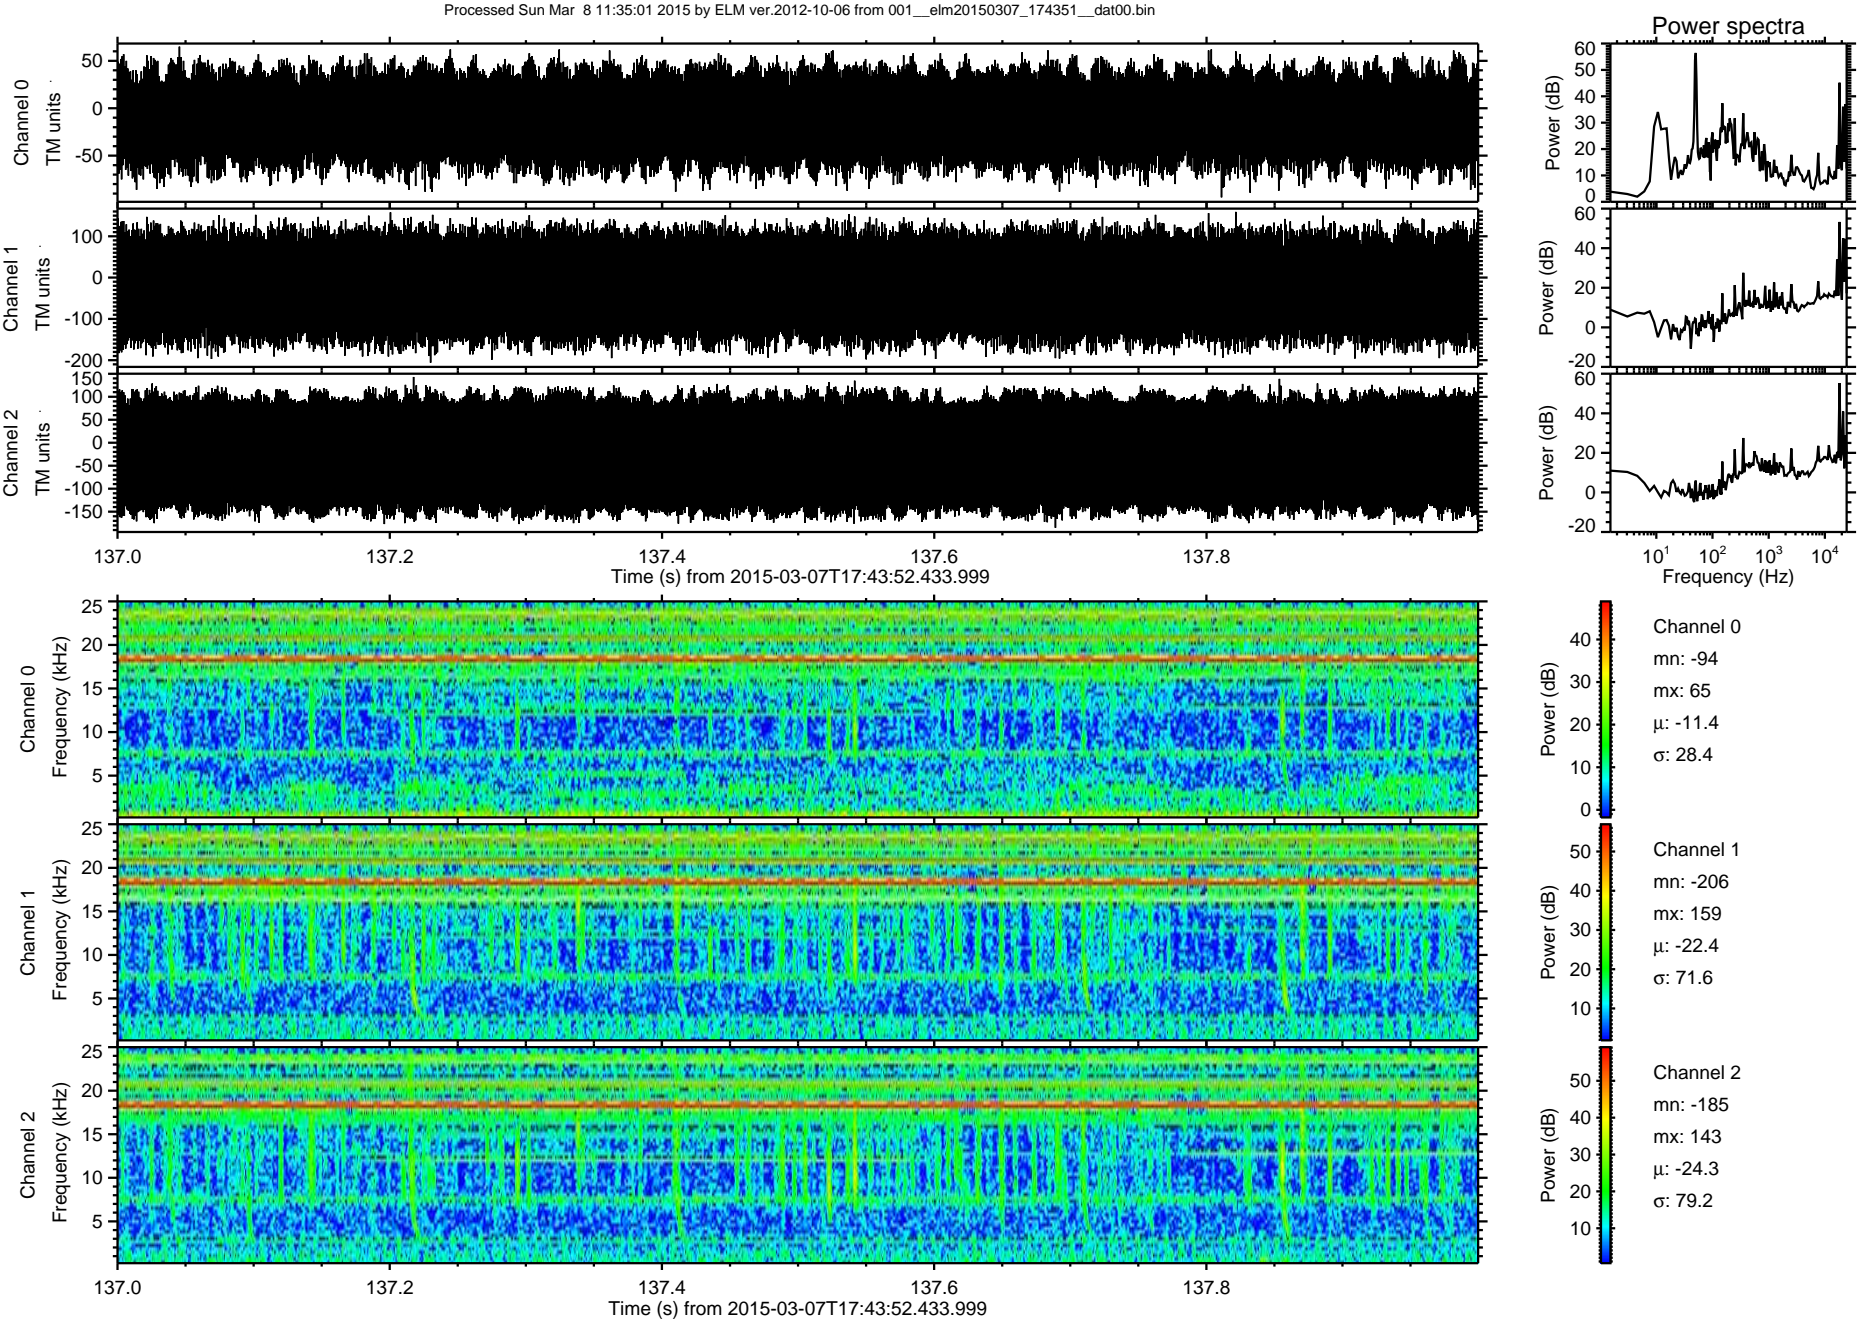 Processed Sun Mar  8 11:35:01 2015 by ELM ver.2012-10-06 from 001__elm20150307_174351__dat00.bin
Power spectra
Channel 0
TM units
50
0
-50
Power (dB)
60
50
40
30
20
10
0
Channel 1
TM units
100
0
-100
-200
Power (dB)
60
40
20
0
-20
Channel 2
TM units
150
100
50
0
-50
-100
-150
Power (dB)
60
40
20
0
-20
137.0 137.2 137.4 137.6 137.8
Time (s) from 2015-03-07T17:43:52.433.999
10¹ 10² 10³ 10⁴
Frequency (Hz)
Channel 0
Frequency (kHz)
25
20
15
10
5
Power (dB)
40
30
20
10
0
Channel 0
mn: -94
mx: 65
μ: -11.4
σ: 28.4
Channel 1
Frequency (kHz)
25
20
15
10
5
Power (dB)
50
40
30
20
10
Channel 1
mn: -206
mx: 159
μ: -22.4
σ: 71.6
Channel 2
Frequency (kHz)
25
20
15
10
5
Power (dB)
50
40
30
20
10
Channel 2
mn: -185
mx: 143
μ: -24.3
σ: 79.2
137.0 137.2 137.4 137.6 137.8
Time (s) from 2015-03-07T17:43:52.433.999